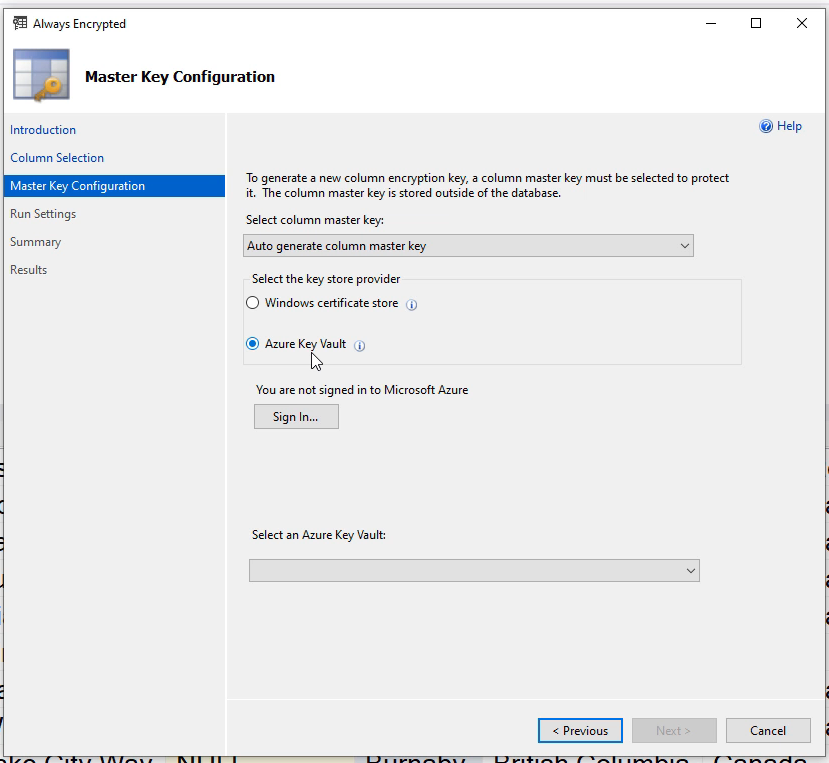 Always Encrypted
Master Key Configuration
Introduction
Column Selection
Master Key Configuration
Run Settings
Summary
Results
Help
To generate a new column encryption key, a column master key must be selected to protect
it.  The column master key is stored outside of the database.
Select column master key:
Auto generate column master key
Select the key store provider
Windows certificate store
Azure Key Vault
You are not signed in to Microsoft Azure
Sign In...
Select an Azure Key Vault:
< Previous
Next >
Cancel
City Way NULL Burnaby British Columbia Canada